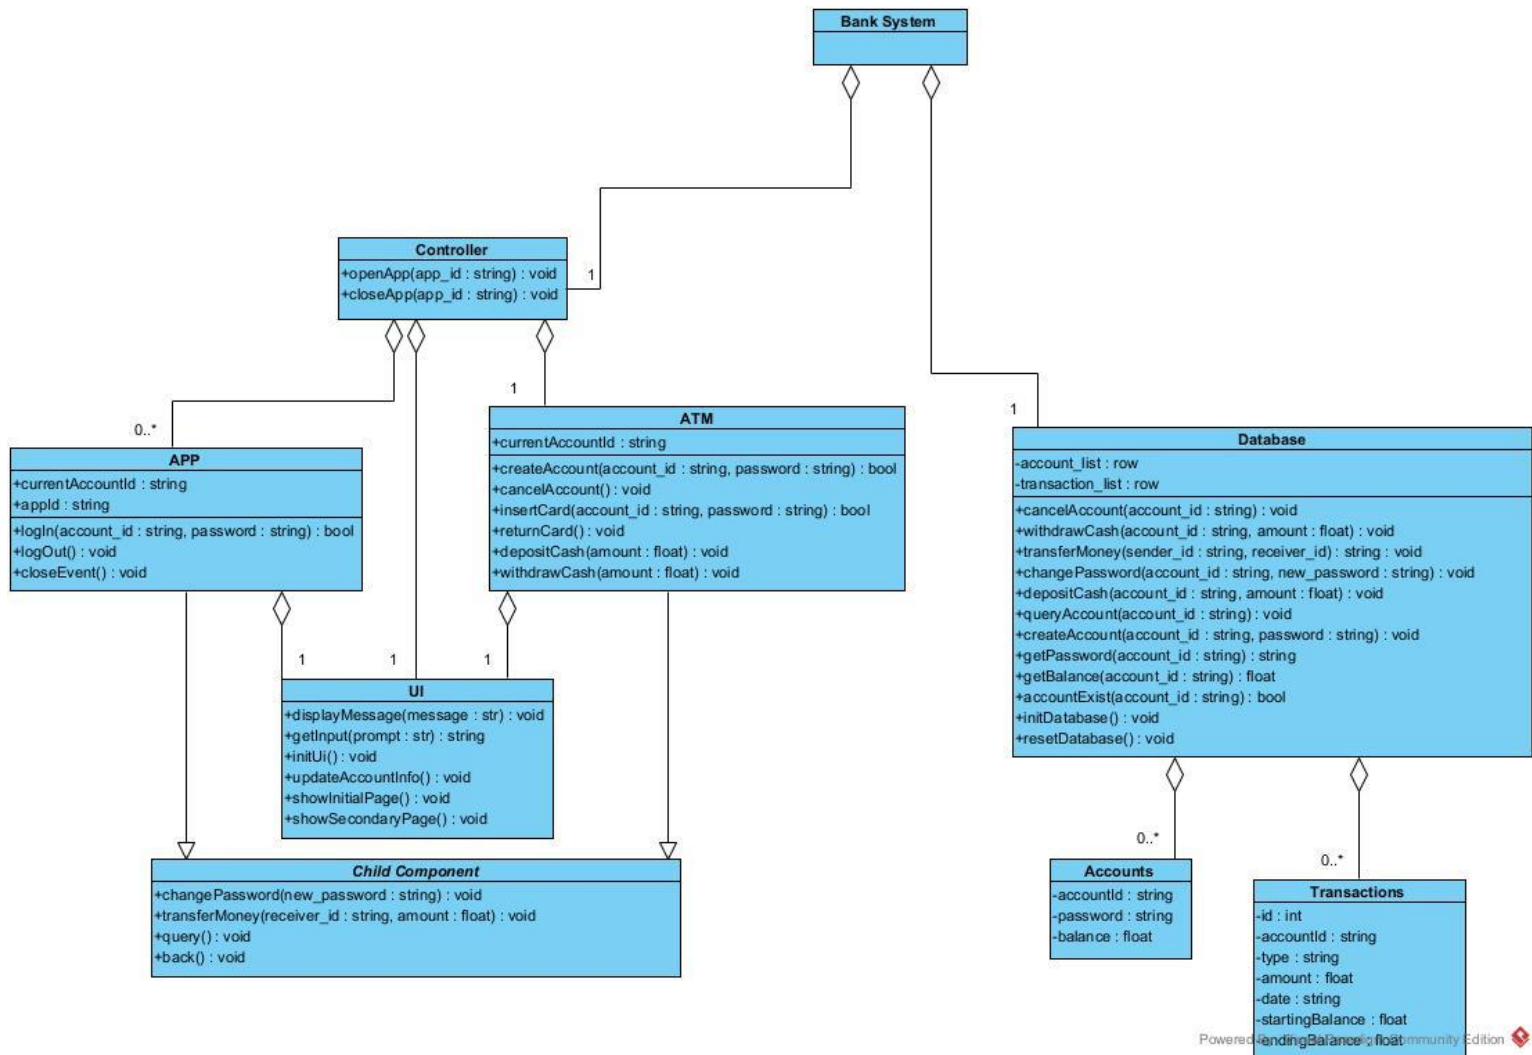 Bank System
Controller
+openApp(app_id : string) : void
+closeApp(app_id : string) : void
1
0..*
1
1
APP
+currentAccountId : string
+appId : string
+logIn(account_id : string, password : string) : bool
+logOut() : void
+closeEvent() : void
ATM
+currentAccountId : string
+createAccount(account_id : string, password : string) : bool
+cancelAccount() : void
+insertCard(account_id : string, password : string) : bool
+returnCard() : void
+depositCash(amount : float) : void
+withdrawCash(amount : float) : void
Database
-account_list : row
-transaction_list : row
+cancelAccount(account_id : string) : void
+withdrawCash(account_id : string, amount : float) : void
+transferMoney(sender_id : string, receiver_id) : string : void
+changePassword(account_id : string, new_password : string) : void
+depositCash(account_id : string, amount : float) : void
+queryAccount(account_id : string) : void
+createAccount(account_id : string, password : string) : void
+getPassword(account_id : string) : string
+getBalance(account_id : string) : float
+accountExist(account_id : string) : bool
+initDatabase() : void
+resetDatabase() : void
1
1
1
UI
+displayMessage(message : str) : void
+getInput(prompt : str) : string
+initUi() : void
+updateAccountInfo() : void
+showInitialPage() : void
+showSecondaryPage() : void
Child Component
+changePassword(new_password : string) : void
+transferMoney(receiver_id : string, amount : float) : void
+query() : void
+back() : void
0..*
0..*
Accounts
-accountId : string
-password : string
-balance : float
Transactions
-id : int
-accountId : string
-type : string
-amount : float
-date : string
-startingBalance : float
-endingBalance : float
Powered Community Edition